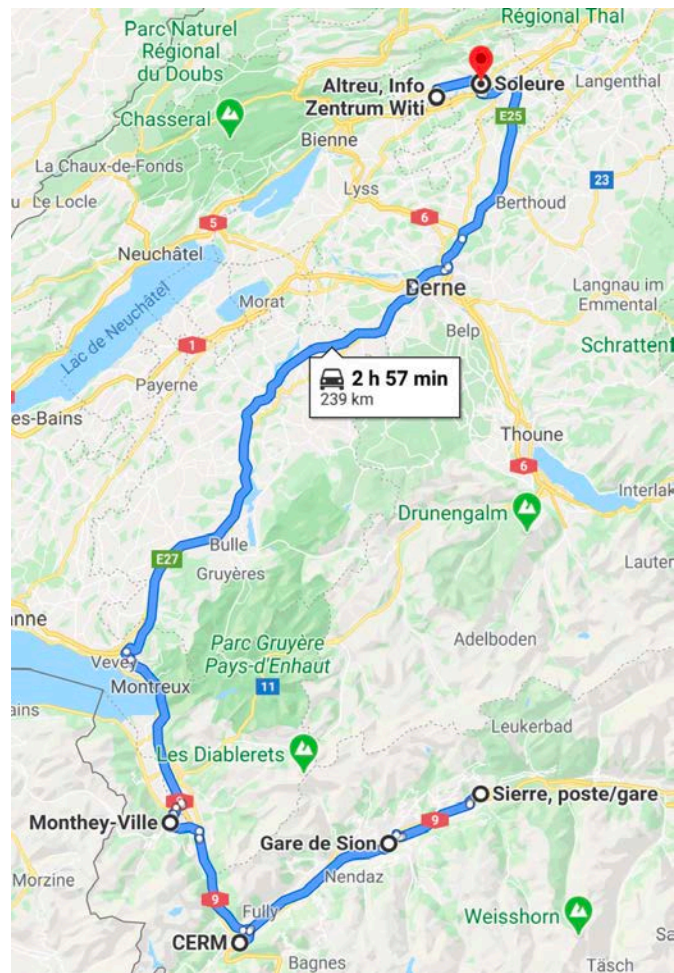 Parc Naturel
Régional
du Doubs
Régional Thal
Altreu, Info
Zentrum Witi
Soleure
Langenthal
Chasseral
E25
Bienne
La Chaux-de-Fonds
Le Locle
Lyss
23
Berthoud
6
5
Neuchâtel
Berne
Langnau im
Emmental
Morat
Lac de Neuchâtel
Belp
1
Schrattenf
2 h 57 min
239 km
Payerne
es-Bains
Thoune
6
Interlak
Drunengalm
Bulle
E27
Gruyères
Lauter
anne
Parc Gruyère
Pays-d'Enhaut
Adelboden
Vevey
Montreux
11
ains
Leukerbad
Les Diablerets
Sierre, poste/gare
9
Monthey-Ville
Gare de Sion
9
Morzine
Nendaz
9
Fully
Weisshorn
CERM
Bagnes
Täsch